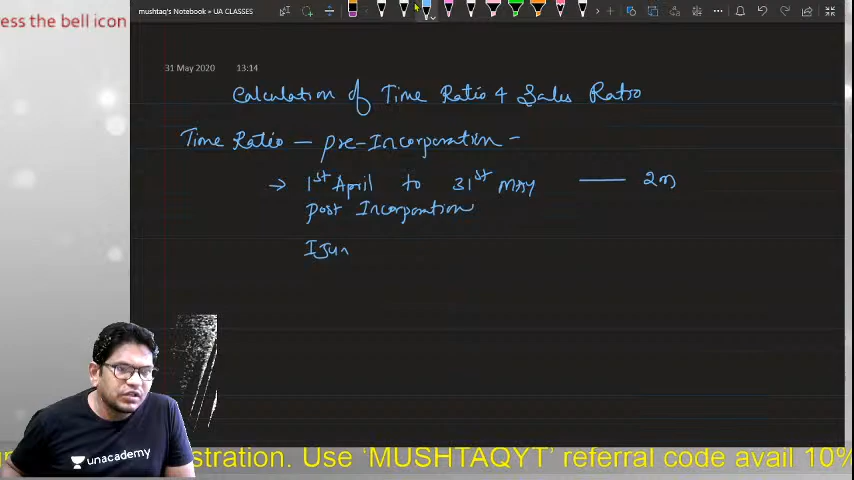 ess the bell icon
mushtaq's Notebook » UA CLASSES
31 May 2020 13:14
Calculation of Time Ratio & Sales Ratio
Time Ratio — pre-Incorporation -
→ 1st April to 31st MAY —— 2m
post Incorporation
1 Jun
unacademy
stration. Use 'MUSHTAQYT' referral code avail 10%